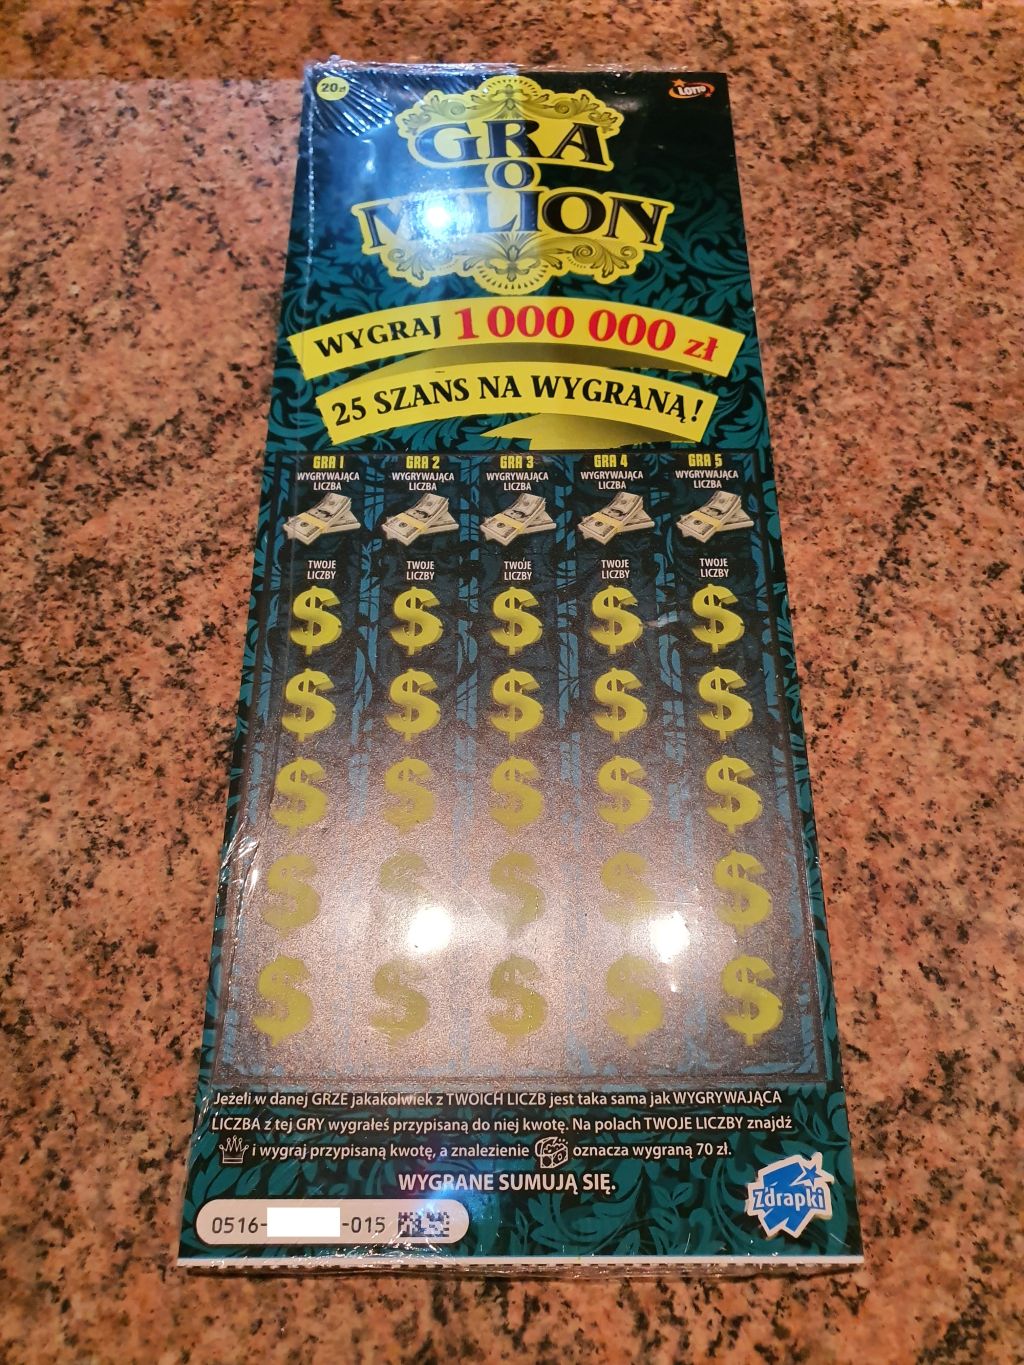 20zł
LOTTO
GRA
O
MILION
WYGRAJ 1 000 000 zł
25 SZANS NA WYGRANĄ!
GRA 1 GRA 2 GRA 3 GRA 4 GRA 5
WYGRYWAJĄCA WYGRYWAJĄCA WYGRYWAJĄCA WYGRYWAJĄCA WYGRYWAJĄCA
LICZBA LICZBA LICZBA LICZBA LICZBA
TWOJE TWOJE TWOJE TWOJE TWOJE
LICZBY LICZBY LICZBY LICZBY LICZBY
$ $ $ $ $
$ $ $ $ $
$ $ $ $ $
$ $ $ $ $
$ $ $ $ $
Jeżeli w danej GRZE jakakolwiek z TWOICH LICZB jest taka sama jak WYGRYWAJĄCA
LICZBA z tej GRY wygrałeś przypisaną do niej kwotę. Na polach TWOJE LICZBY znajdź
i wygraj przypisaną kwotę, a znalezienie oznacza wygraną 70 zł.
WYGRANE SUMUJĄ SIĘ.
Zdrapki
0516- -015